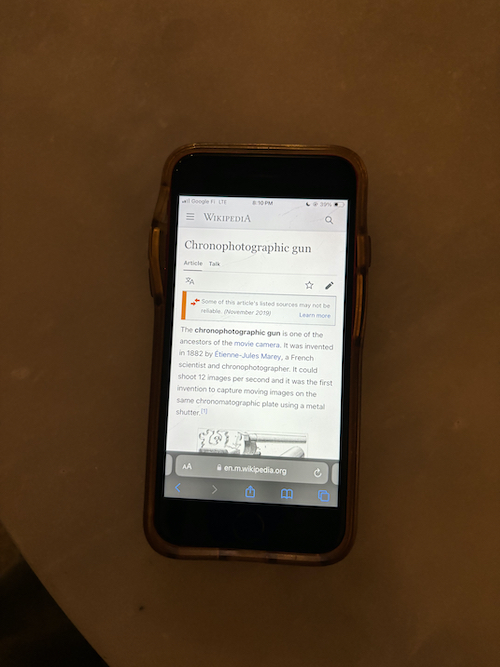 Google Fi LTE 8:10 PM 39%
WIKIPEDIA
Chronophotographic gun
Article Talk
Some of this article's listed sources may not be
reliable. (November 2019) Learn more
The chronophotographic gun is one of the
ancestors of the movie camera. It was invented
in 1882 by Étienne-Jules Marey, a French
scientist and chronophotographer. It could
shoot 12 images per second and it was the first
invention to capture moving images on the
same chronomatographic plate using a metal
shutter.[1]
AA en.m.wikipedia.org